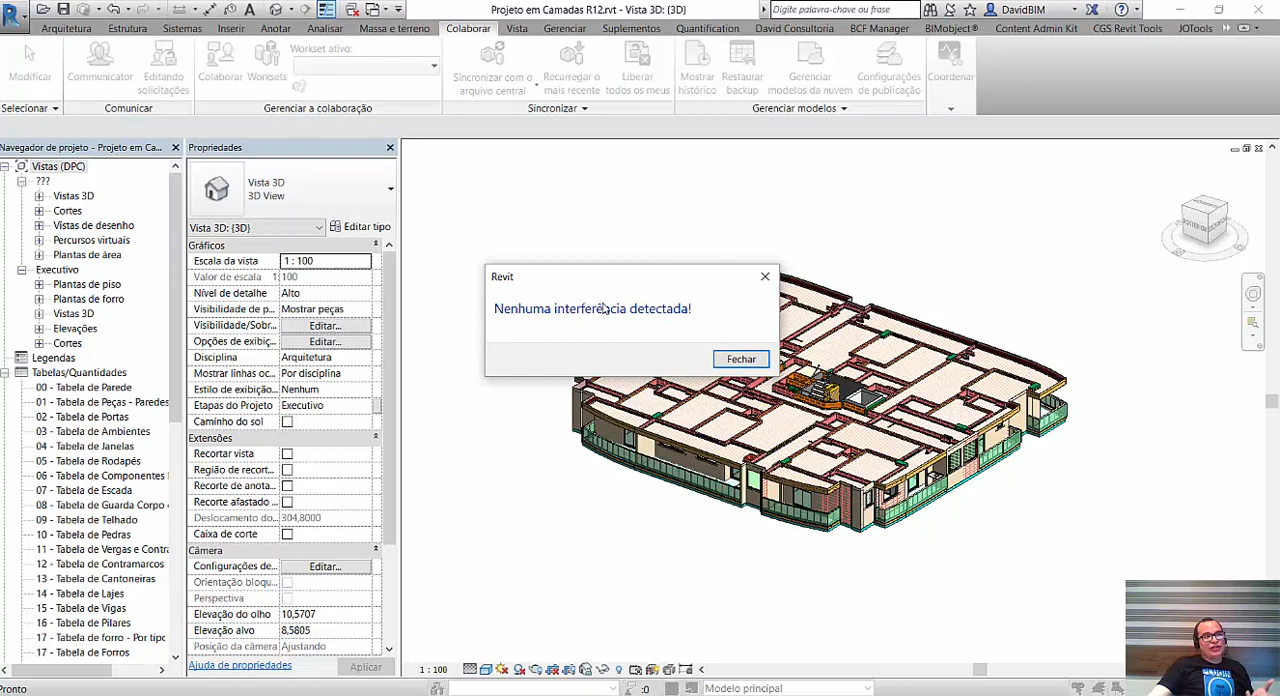 Projeto em Camadas R12.rvt - Vista 3D: {3D}
Digite palavra-chave ou frase
DavidBIM
Arquitetura Estrutura Sistemas Inserir Anotar Analisar Massa e terreno Colaborar Vista Gerenciar Suplementos Quantification David Consultoria BCF Manager BIMobject® Content Admin Kit CGS Revit Tools JOTools
Modificar
Communicator
Editando solicitações
Colaborar
Worksets
Workset ativo:
Sincronizar com o arquivo central
Recarregar o mais recente
Liberar todos os meus
Mostrar histórico
Restaurar backup
Gerenciar modelos da nuvem
Configurações de publicação
Coordenar
Selecionar
Comunicar
Gerenciar a colaboração
Sincronizar
Gerenciar modelos
Navegador de projeto - Projeto em Ca...
Vistas (DPC)
???
Vistas 3D
Cortes
Vistas de desenho
Percursos virtuais
Plantas de área
Executivo
Plantas de piso
Plantas de forro
Vistas 3D
Elevações
Cortes
Legendas
Tabelas/Quantidades
00 - Tabela de Parede
01 - Tabela de Peças - Paredes
02 - Tabela de Portas
03 - Tabela de Ambientes
04 - Tabela de Janelas
05 - Tabela de Rodapés
06 - Tabela de Componentes
07 - Tabela de Escada
08 - Tabela de Guarda Corpo
09 - Tabela de Telhado
10 - Tabela de Pedras
11 - Tabela de Vergas e Contra
12 - Tabela de Contramarcos
13 - Tabela de Cantoneiras
14 - Tabela de Lajes
15 - Tabela de Vigas
16 - Tabela de Pilares
17 - Tabela de forro - Por tipo
17 - Tabela de Forros
Propriedades
Vista 3D
3D View
Vista 3D: {3D}
Editar tipo
Gráficos
Escala da vista 1 : 100
Valor de escala 1: 100
Nível de detalhe Alto
Visibilidade de p... Mostrar peças
Visibilidade/Sobr... Editar...
Opções de exibiç... Editar...
Disciplina Arquitetura
Mostrar linhas oc... Por disciplina
Estilo de exibição... Nenhum
Etapas do Projeto Executivo
Caminho do sol
Extensões
Recortar vista
Região de recort...
Recorte de anota...
Recorte afastado
Deslocamento do... 304,8000
Caixa de corte
Câmera
Configurações de... Editar...
Orientação bloqu...
Perspectiva
Elevação do olho 10,5707
Elevação alvo 8,5805
Posição da câmera Ajustando
Ajuda de propriedades
Aplicar
Revit
Nenhuma interferência detectada!
Fechar
1 : 100
Pronto
:0
Modelo principal